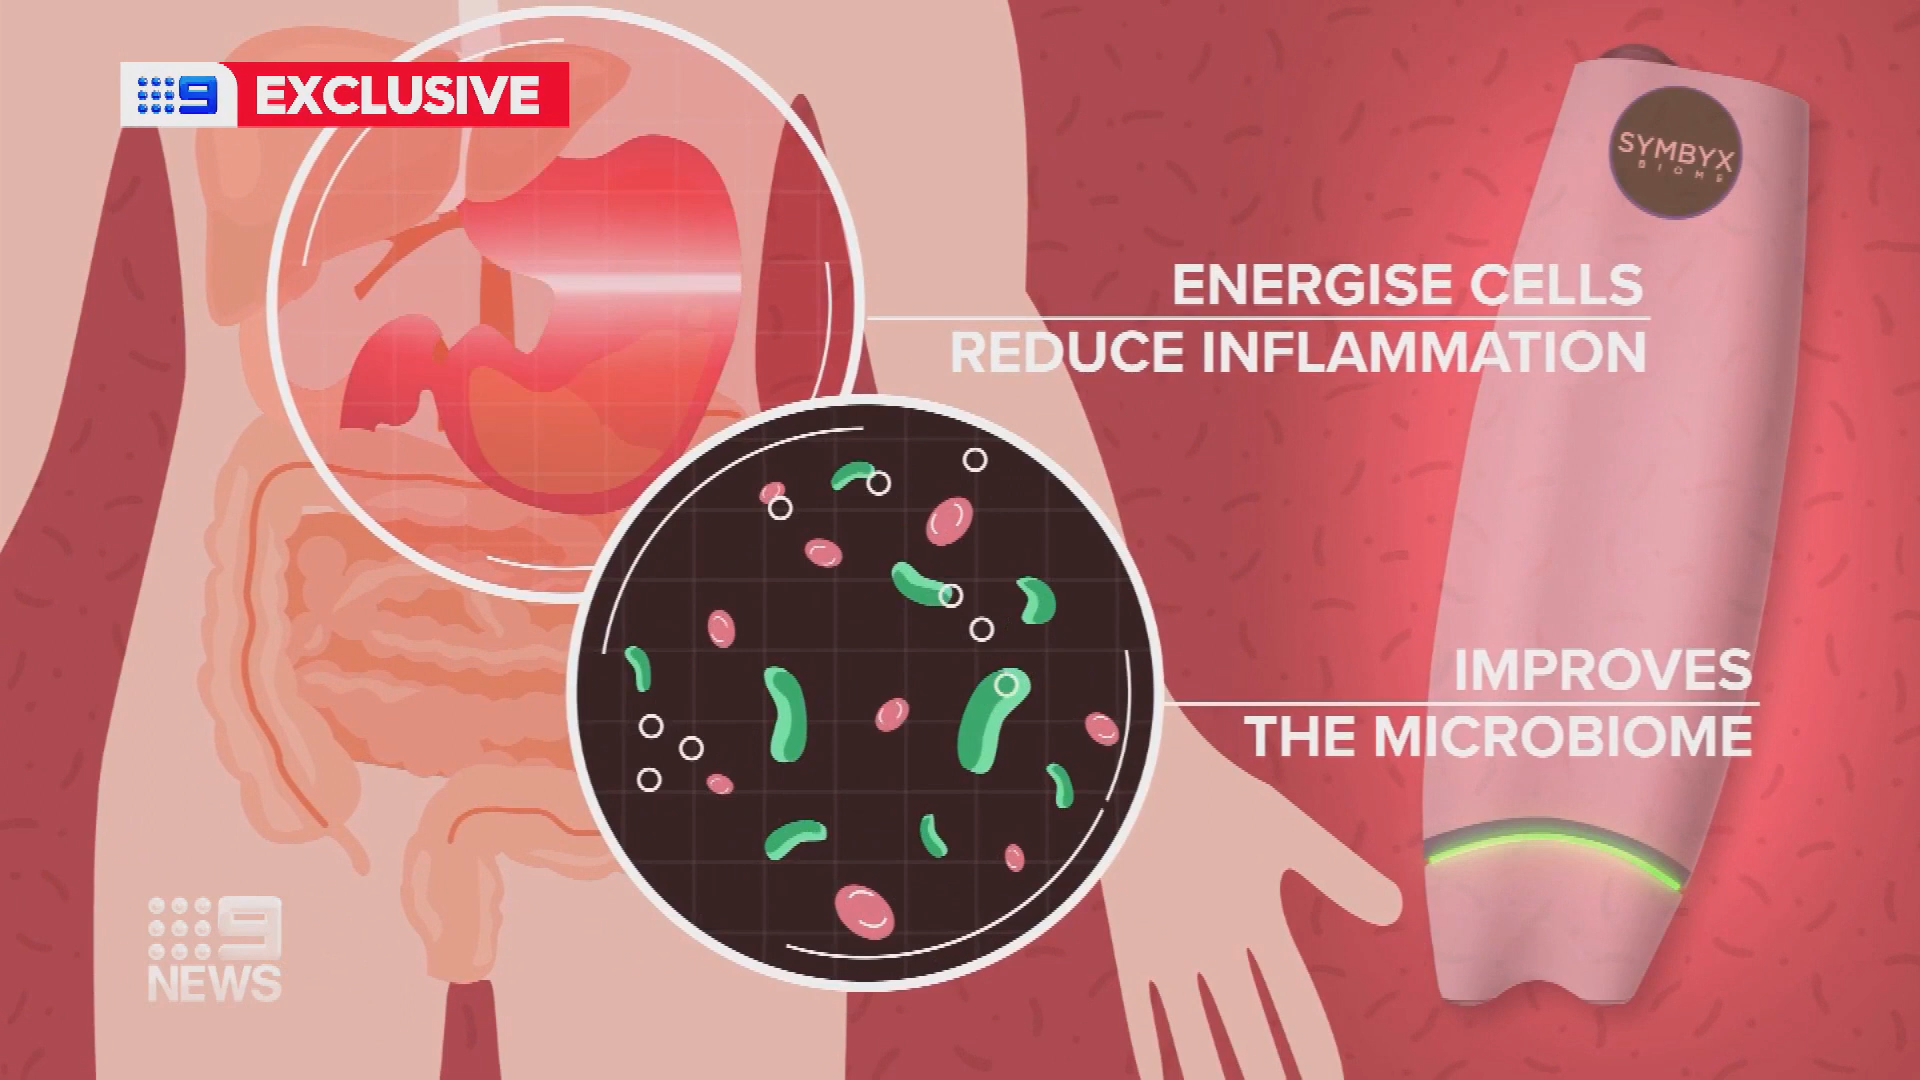 9 EXCLUSIVE
SYMBYX
BIOME
ENERGISE CELLS
REDUCE INFLAMMATION
IMPROVES
THE MICROBIOME
9
NEWS